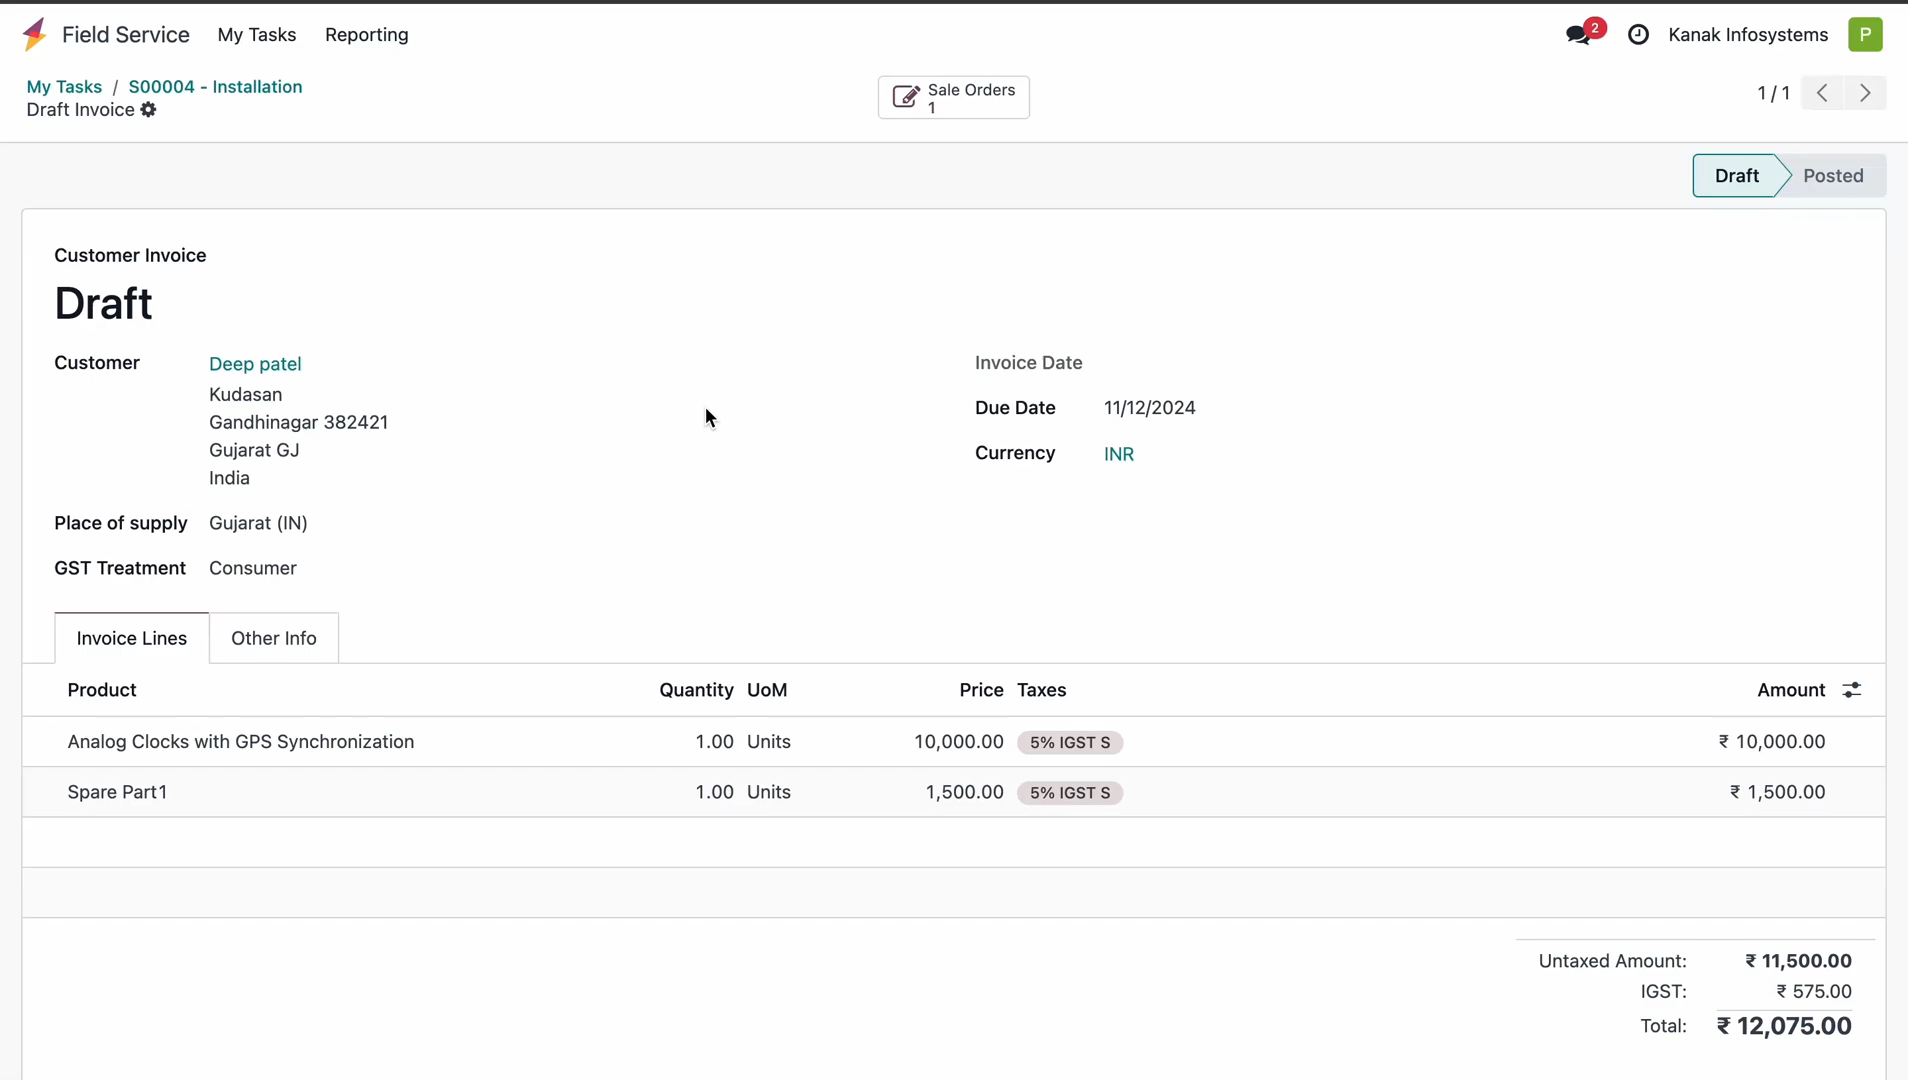 Field Service My Tasks Reporting 2 Kanak Infosystems P
My Tasks / S00004 - Installation
Draft Invoice
Sale Orders
1
1 / 1
Draft Posted
Customer Invoice
Draft
Customer Deep patel
Kudasan
Gandhinagar 382421
Gujarat GJ
India
Place of supply Gujarat (IN)
GST Treatment Consumer
Invoice Date
Due Date 11/12/2024
Currency INR
Invoice Lines Other Info
Product Quantity UoM Price Taxes Amount
Analog Clocks with GPS Synchronization 1.00 Units 10,000.00 5% IGST S ₹ 10,000.00
Spare Part1 1.00 Units 1,500.00 5% IGST S ₹ 1,500.00
Untaxed Amount: ₹ 11,500.00
IGST: ₹ 575.00
Total: ₹ 12,075.00